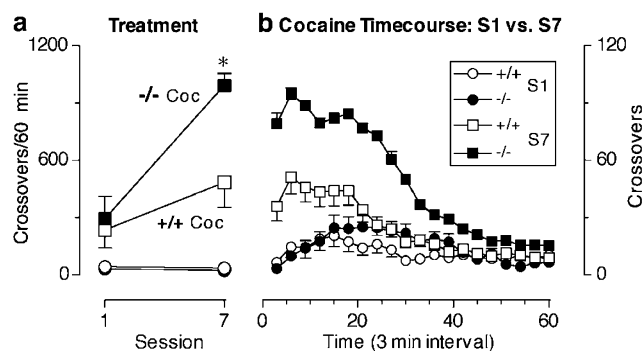 a Treatment
b Cocaine Timecourse: S1 vs. S7
1200
600
0
Crossovers/60 min
*
-/- Coc
+/+ Coc
1 7
Session
+/+ S1
-/-
+/+ S7
-/-
0 20 40 60
Time (3 min interval)
120
60
0
Crossovers